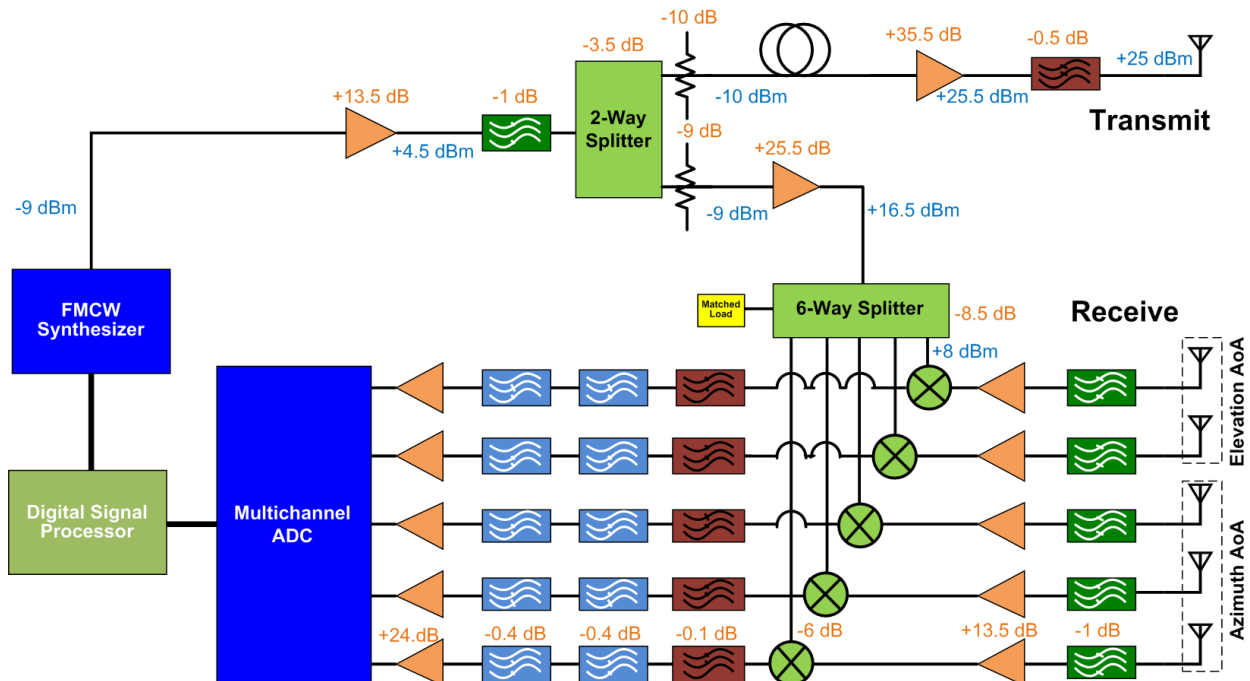 -10 dB
-3.5 dB
+35.5 dB
-0.5 dB
+25 dBm
+13.5 dB
-1 dB
2-Way
Splitter
-10 dBm
+25.5 dBm
Transmit
-9 dB
+4.5 dBm
+25.5 dB
-9 dBm
-9 dBm
+16.5 dBm
FMCW
Synthesizer
Matched
Load
6-Way Splitter
-8.5 dB
Receive
+8 dBm
Elevation AoA
Digital Signal
Processor
Multichannel
ADC
Azimuth AoA
+24.dB
-0.4 dB
-0.4 dB
-0.1 dB
-6 dB
+13.5 dB
-1 dB